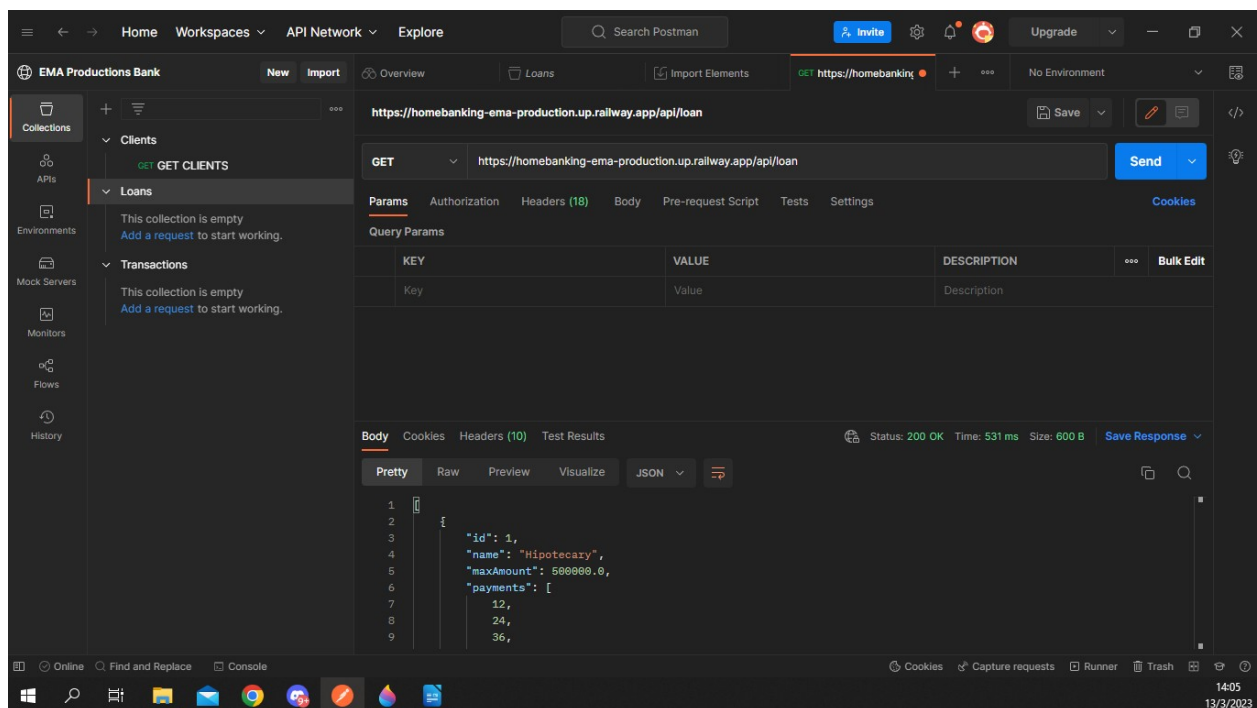 Home Workspaces API Network Explore Search Postman Invite Upgrade
EMA Productions Bank New Import Overview Loans Import Elements GET https://homebanking No Environment
Collections
APIs
Environments
Mock Servers
Monitors
Flows
History
Clients
GET GET CLIENTS
Loans
This collection is empty
Add a request to start working.
Transactions
This collection is empty
Add a request to start working.
https://homebanking-ema-production.up.railway.app/api/loan Save
GET https://homebanking-ema-production.up.railway.app/api/loan Send
Params Authorization Headers (18) Body Pre-request Script Tests Settings Cookies
Query Params
KEY VALUE DESCRIPTION Bulk Edit
Key Value Description
Body Cookies Headers (10) Test Results Status: 200 OK Time: 531 ms Size: 600 B Save Response
Pretty Raw Preview Visualize JSON
1 [
2 {
3 "id": 1,
4 "name": "Hipotecary",
5 "maxAmount": 500000.0,
6 "payments": [
7 12,
8 24,
9 36,
Online Find and Replace Console Cookies Capture requests Runner Trash
14:05
13/3/2023